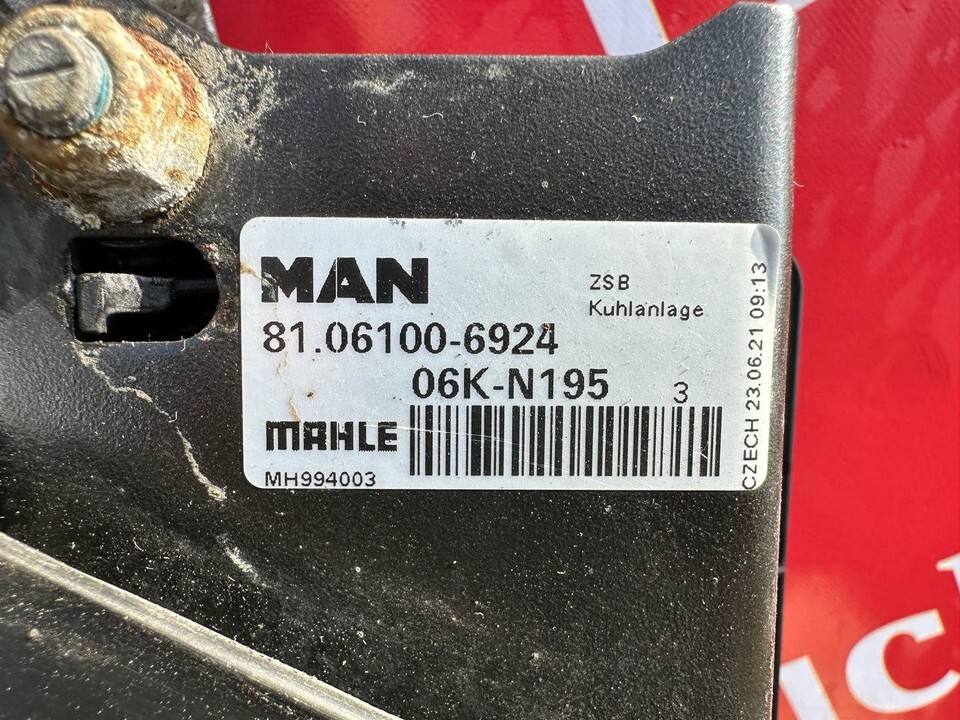 MAN
ZSB
Kuhlanlage
81.06100-6924
06K-N195
3
MAHLE
MH994003
CZECH 23.06.21 09:13